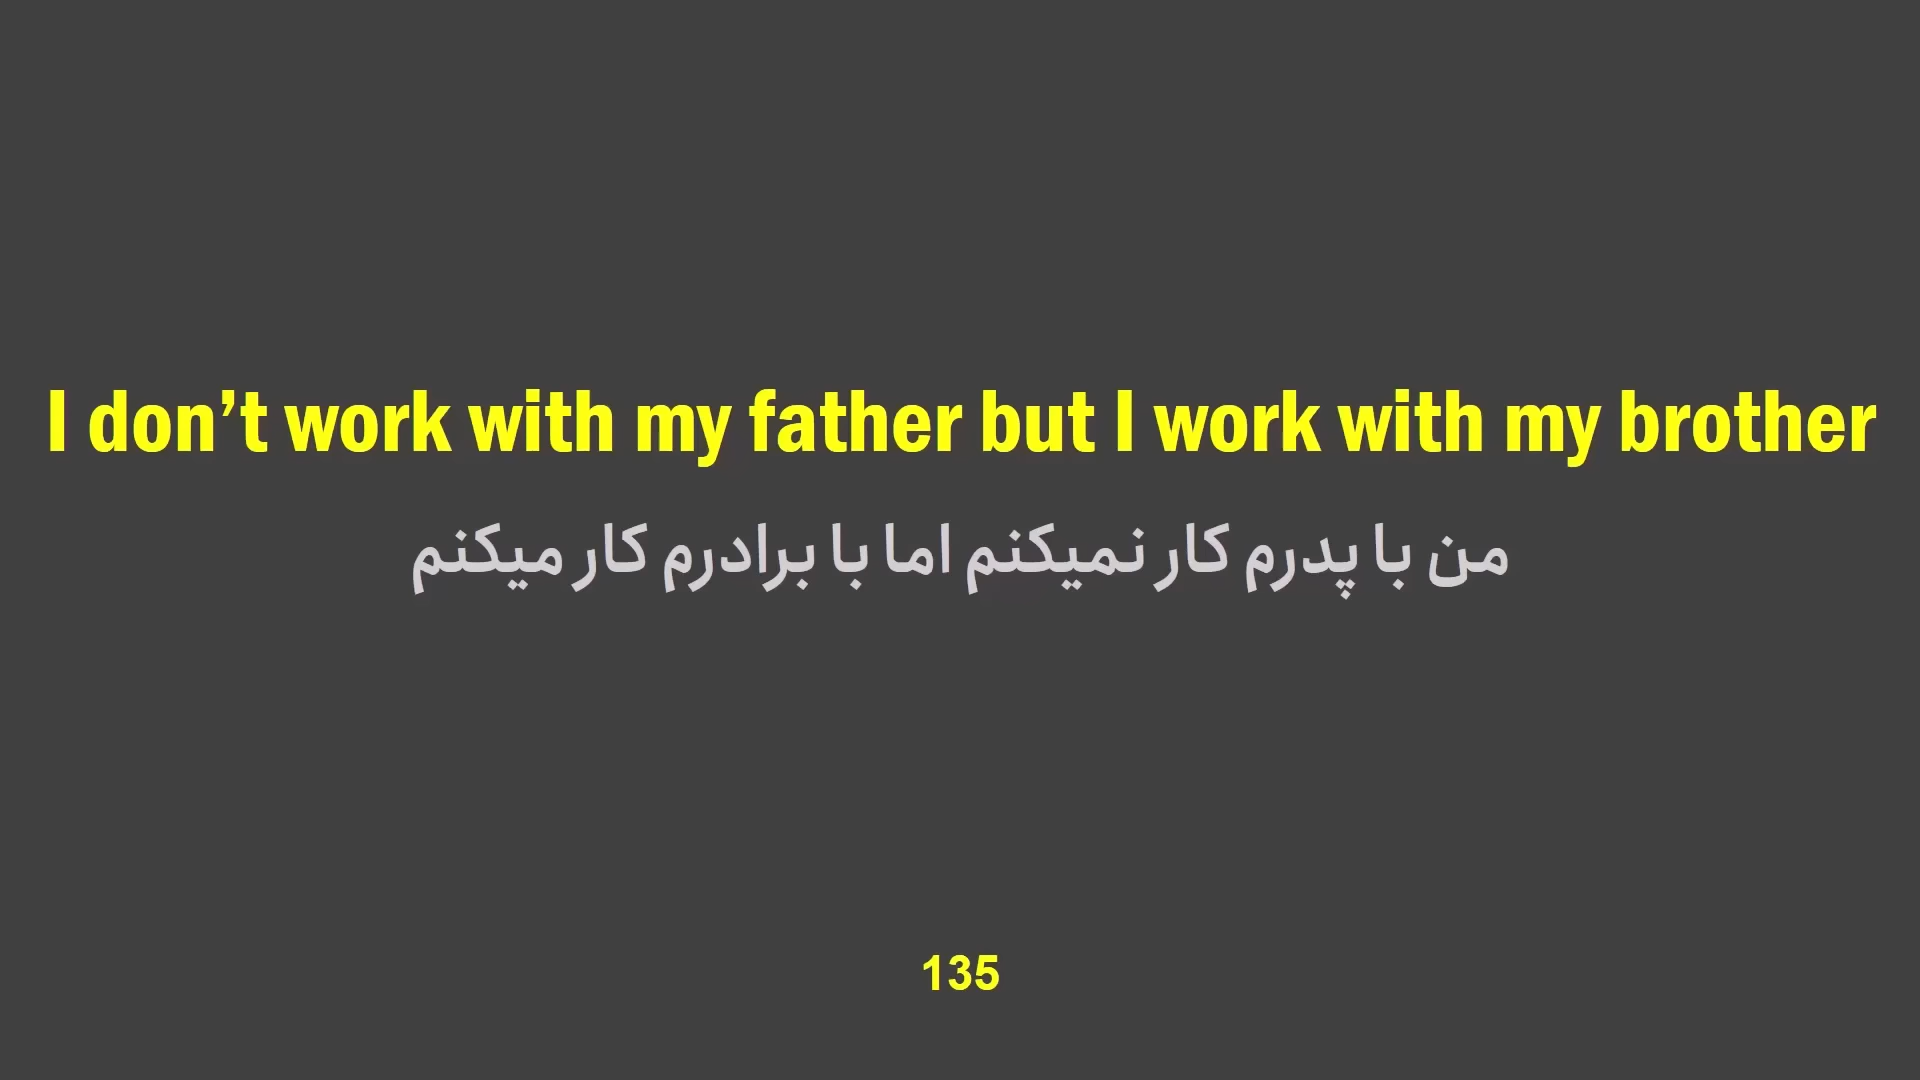 I don’t work with my father but I work with my brother
من با پدرم کار نمیکنم اما با برادرم کار میکنم
135